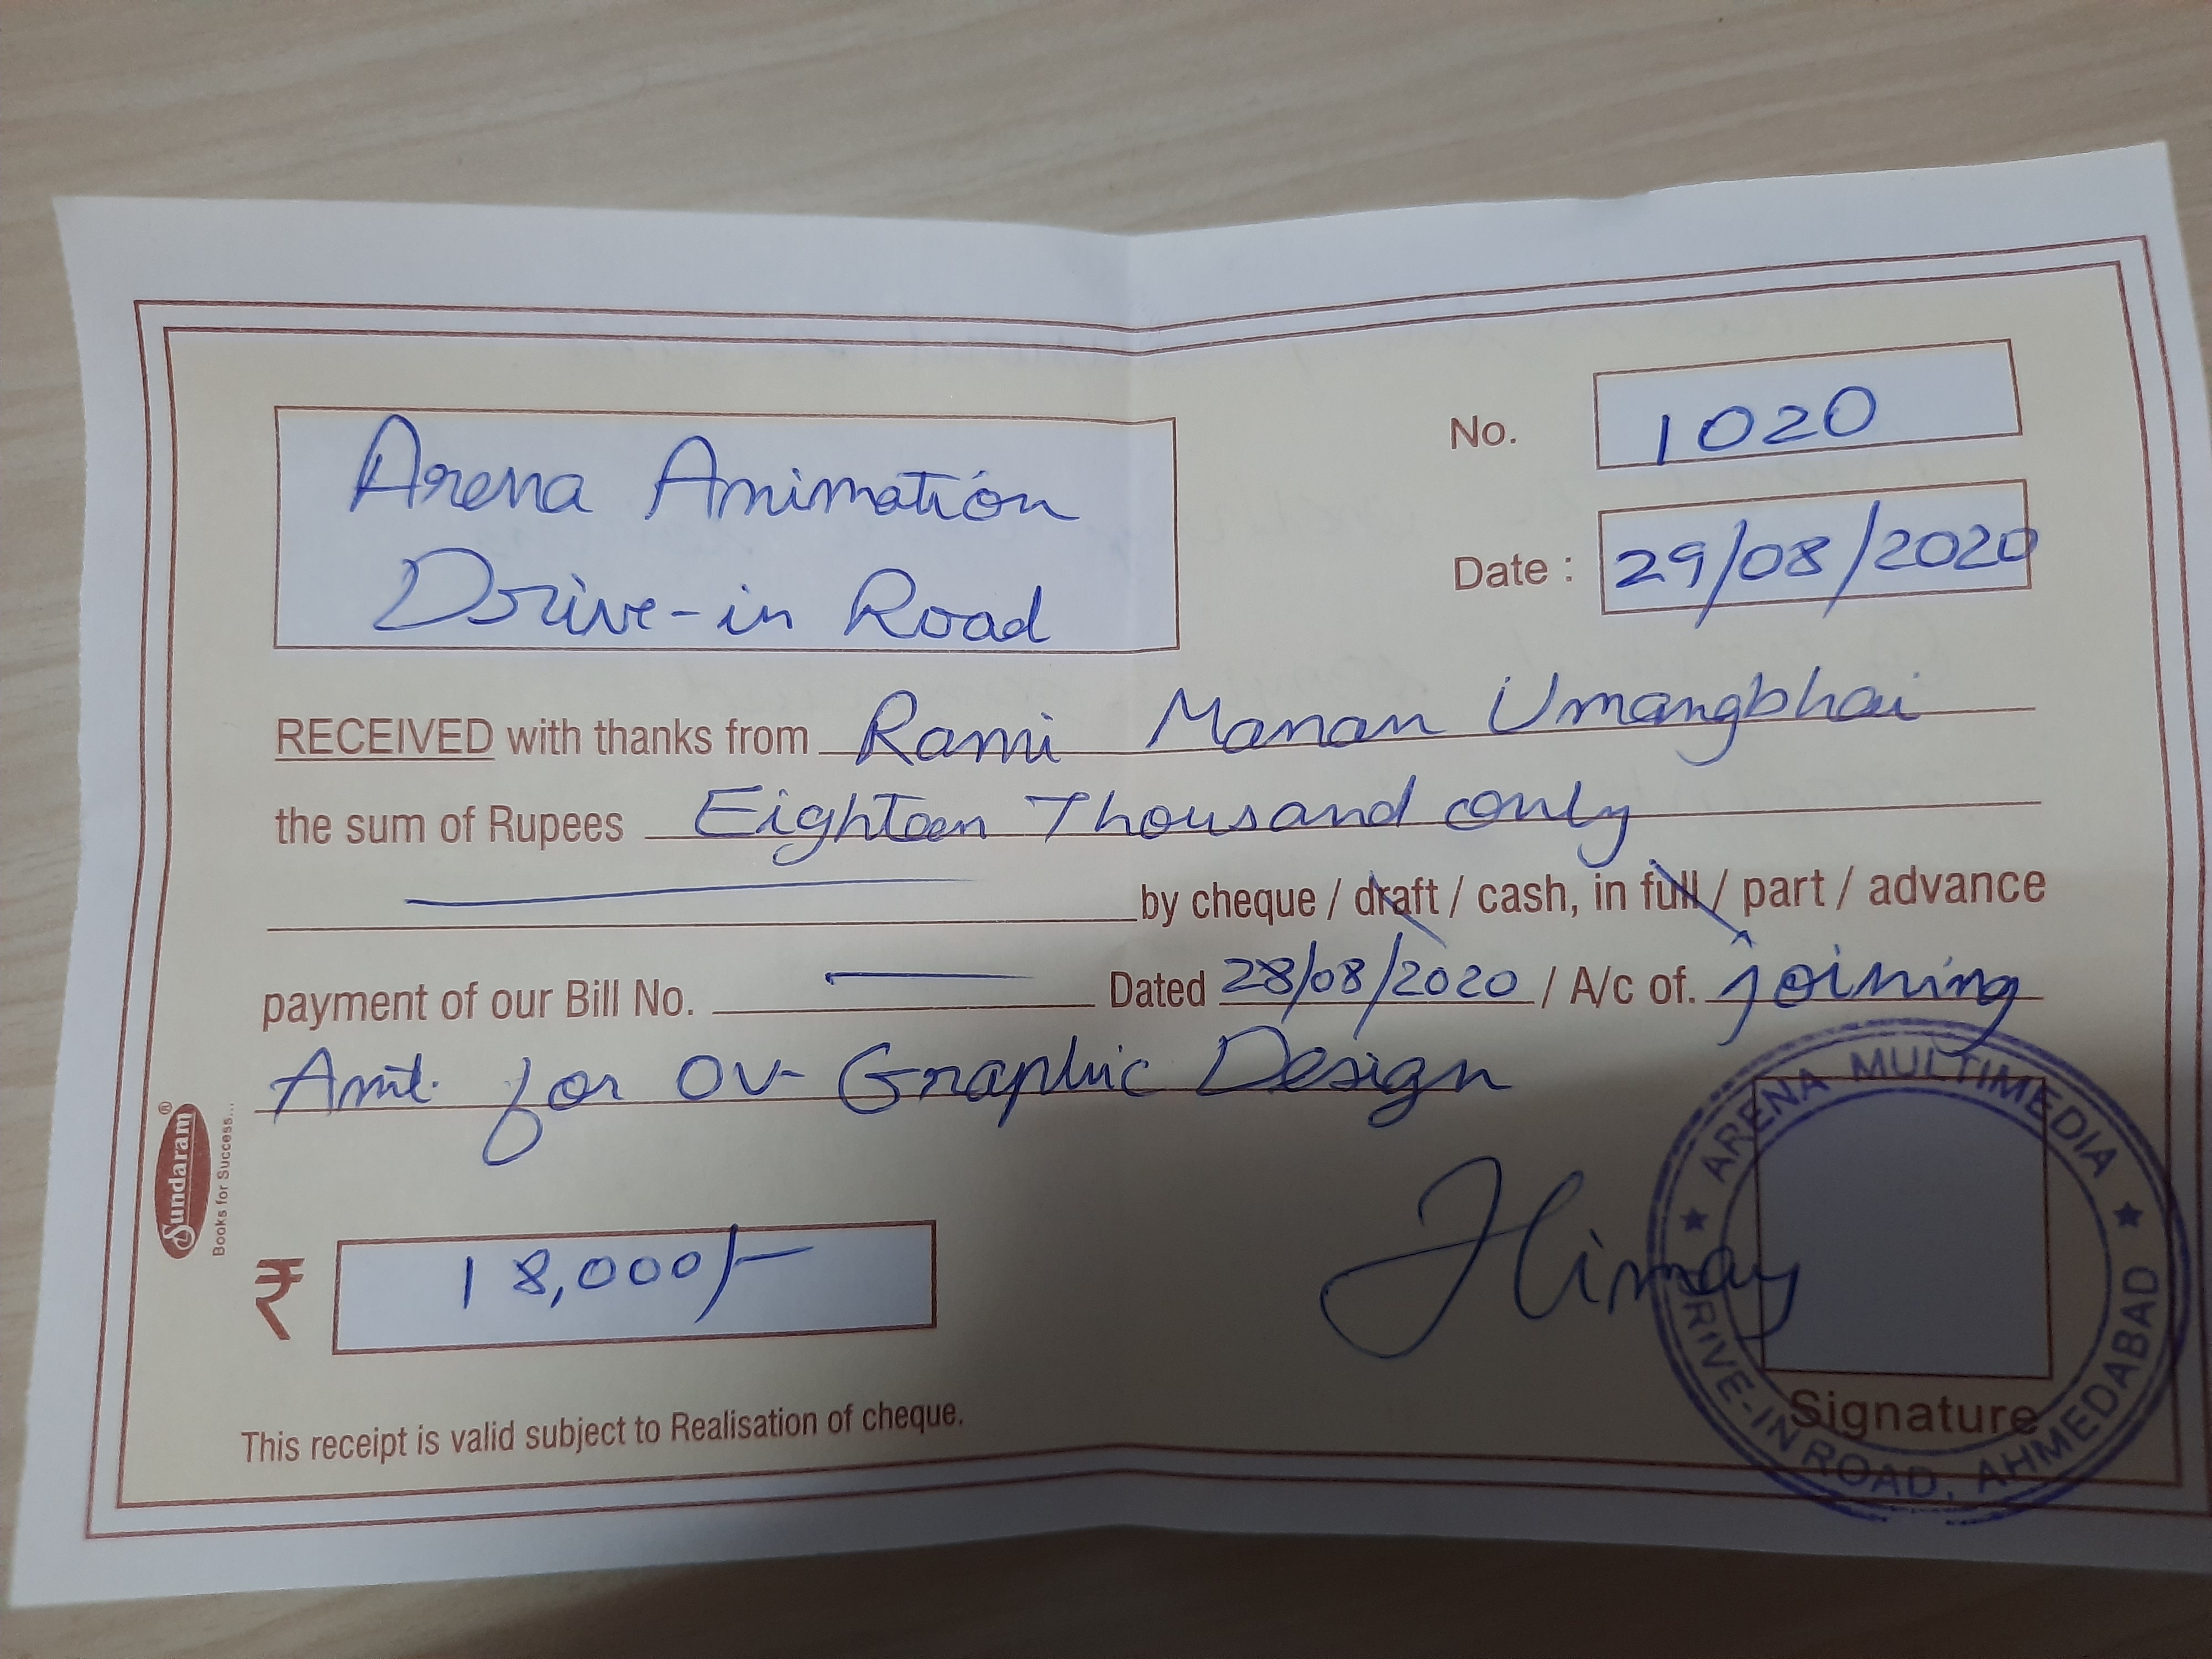 Arena Animation
Drive-in Road
No. 1020
Date : 29/08/2020
RECEIVED with thanks from Rami Manan Umangbhai
the sum of Rupees Eighteen Thousand only
by cheque / draft / cash, in full / part / advance
payment of our Bill No. Dated 28/08/2020 / A/c of. Joining
Amt. for OV- Graphic Design
Sundaram®
Books for Success...
₹ 18,000/-
This receipt is valid subject to Realisation of cheque.
Signature
ARENA MULTIMEDIA ★ DRIVE-IN ROAD, AHMEDABAD ★